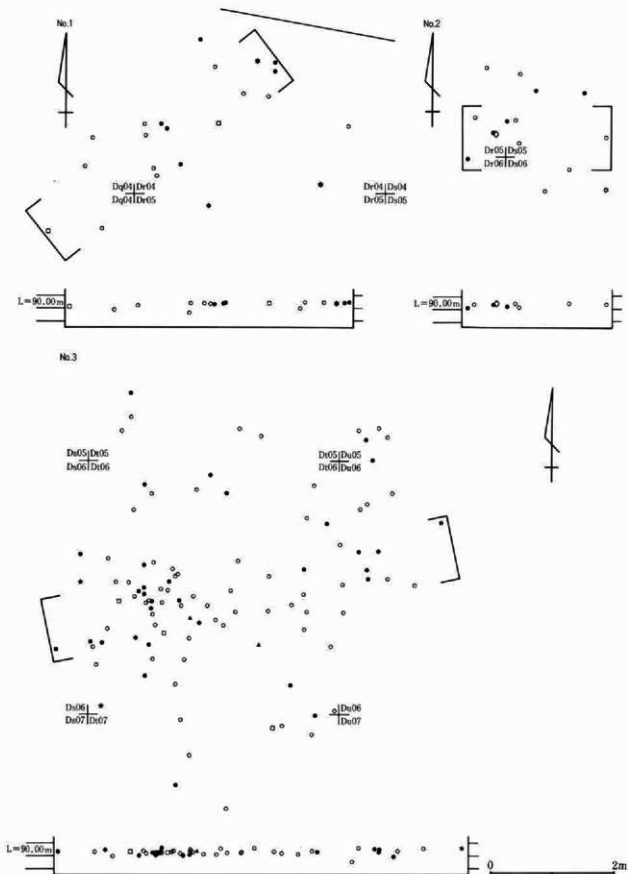 No.1
No.2
Dq04 Dr04
Dq04 Dr05
Dr04 Ds04
Dr05 Ds05
Dr05 Ds05
Dr06 Ds06
L=90.00m
L=90.00m
No.3
Ds05 Dt05
Ds06 Dt06
Dt05 Du05
Dt06 Du06
Ds06
Ds07 Dt07
Du06
Du07
L=90.00m
0 2m